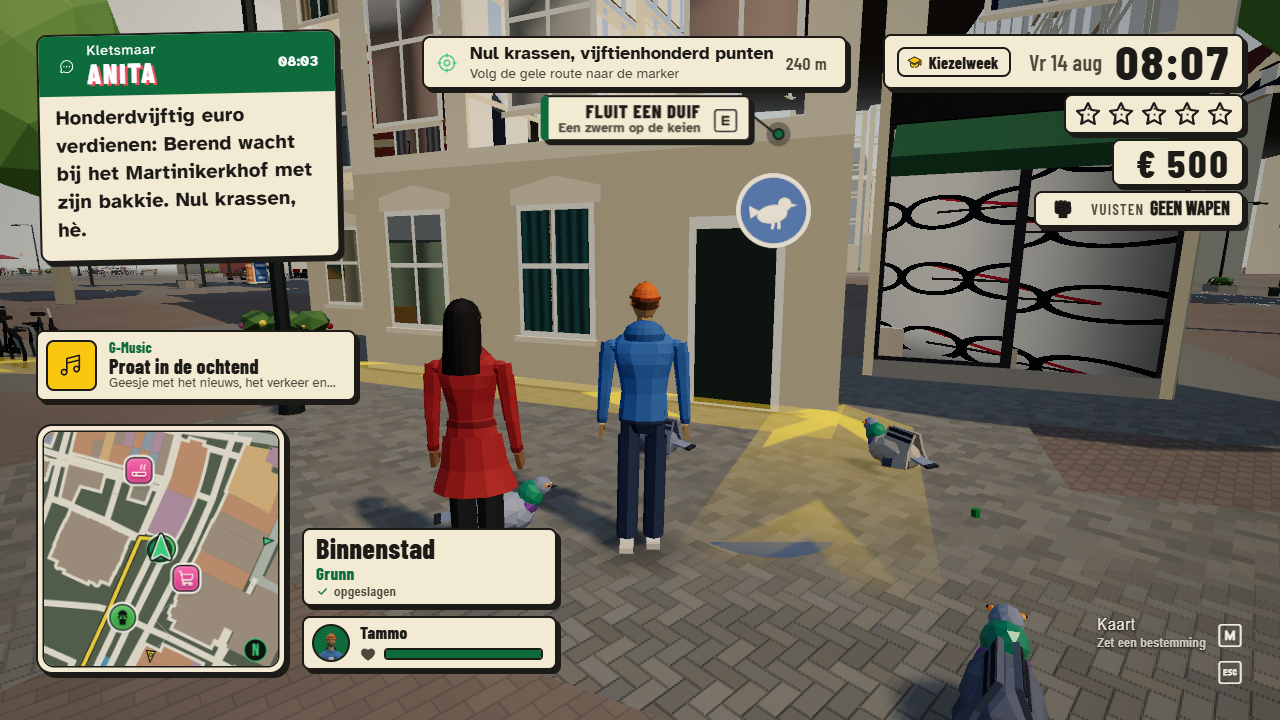 Kletsmaar
ANITA
08:03
Honderdvijftig euro
verdienen: Berend wacht
bij het Martinikerkhof met
zijn bakkie. Nul krassen,
hè.
Nul krassen, vijftienhonderd punten
Volg de gele route naar de marker
240 m
FLUIT EEN DUIF
Een zwerm op de keien
E
Kiezelweek
Vr 14 aug
08:07
€ 500
VUISTEN GEEN WAPEN
G-Music
Proat in de ochtend
Geesje met het nieuws, het verkeer en...
N
Binnenstad
Grunn
opgeslagen
Tammo
Kaart
Zet een bestemming
M
ESC